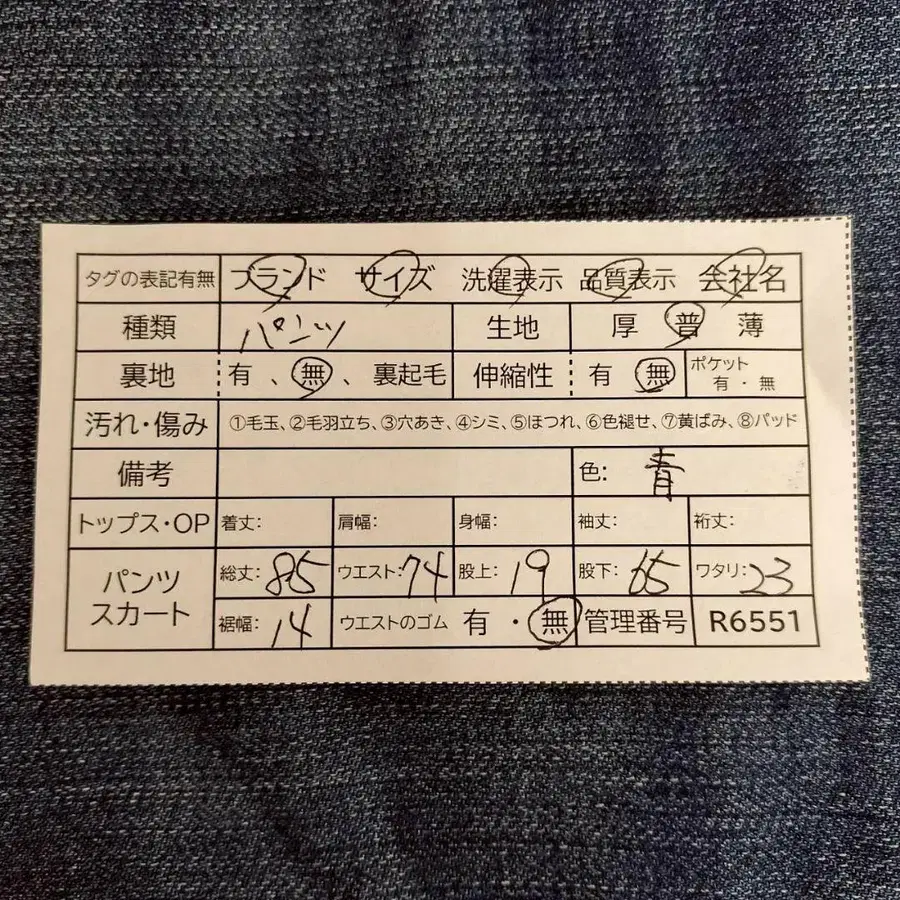 タグの表記有無 ブランド サイズ 洗濯表示 品質表示 会社名
種類 パンツ 生地 厚 普 薄
裏地 有 、 無 、 裏起毛 伸縮性 有 無 ポケット 有 ・ 無
汚れ・傷み ①毛玉、②毛羽立ち、③穴あき、④シミ、⑤ほつれ、⑥色褪せ、⑦黄ばみ、⑧パッド
備考 色: 青
トップス・OP 着丈: 肩幅: 身幅: 袖丈: 裄丈:
パンツ スカート 総丈: 85 ウエスト: 74 股上: 19 股下: 65 ワタリ: 23
裾幅: 14 ウエストのゴム 有 ・ 無 管理番号 R6551